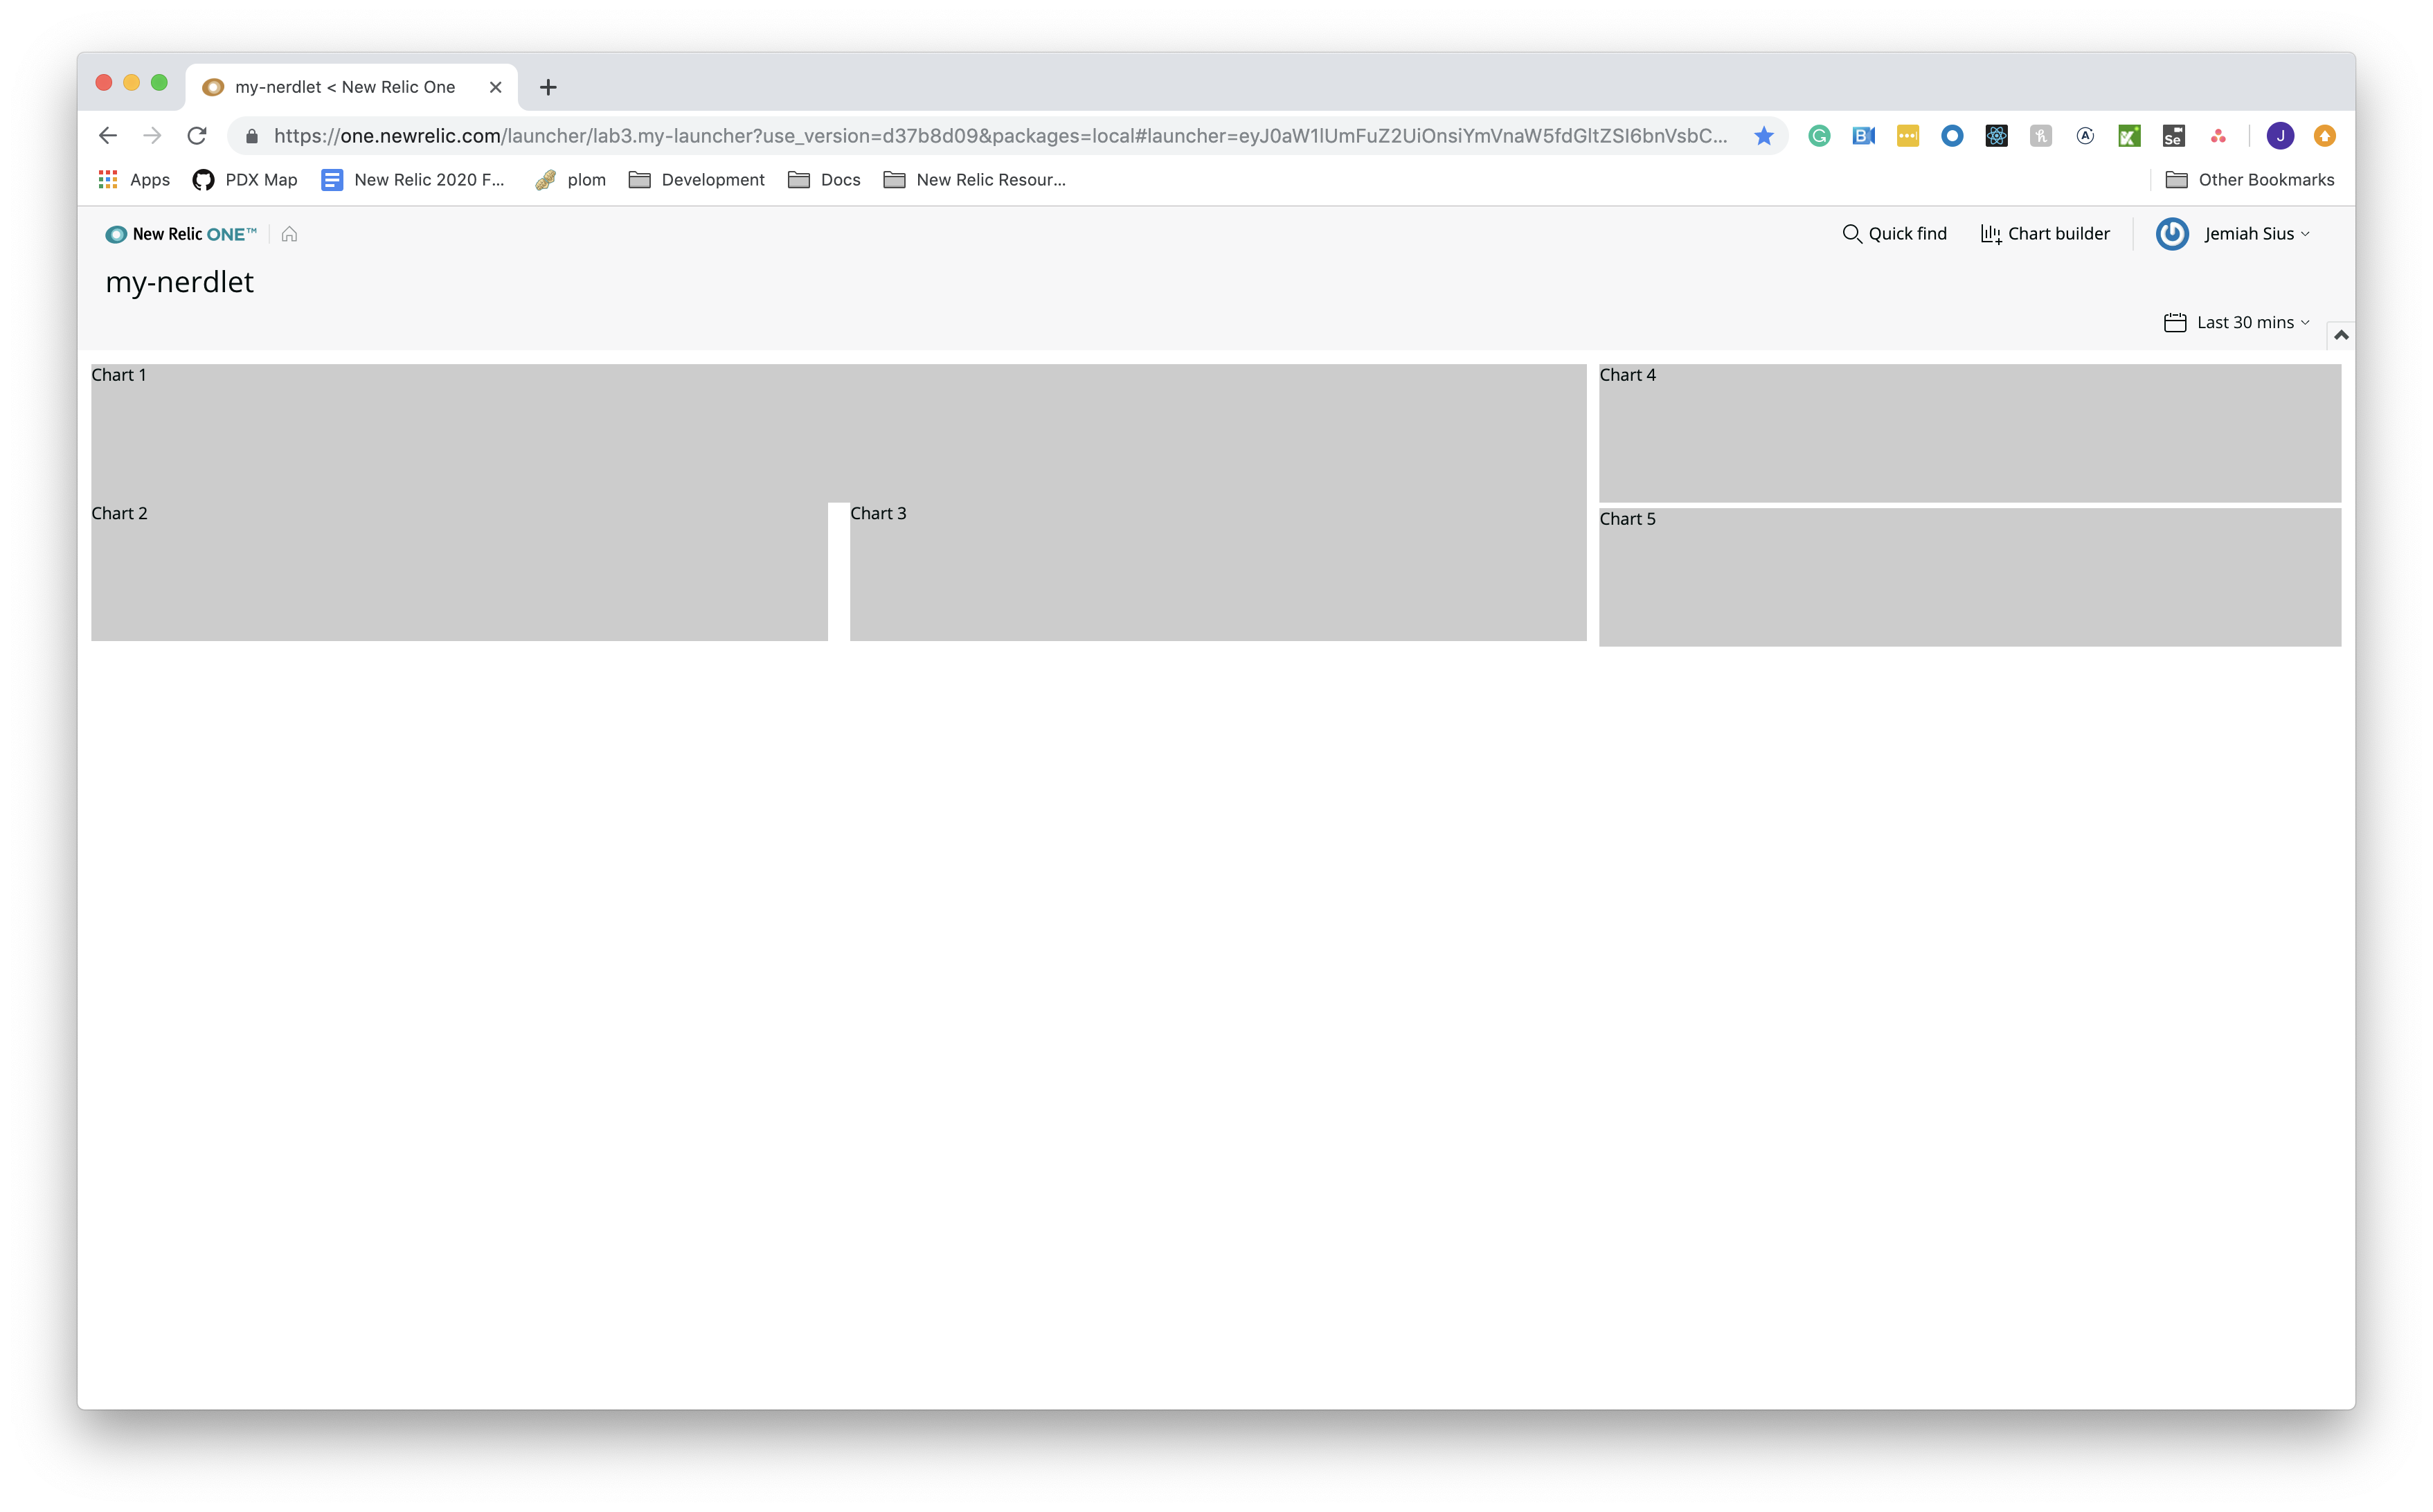 my-nerdlet < New Relic One
https://one.newrelic.com/launcher/lab3.my-launcher?use_version=d37b8d09&packages=local#launcher=
Apps PDX Map New Relic 2020 F... plom Development Docs New Relic Resour... Other Bookmarks
New Relic ONE™ Quick find Chart builder Jemiah Sius
my-nerdlet
Last 30 mins
Chart 1
Chart 4
Chart 2
Chart 3
Chart 5